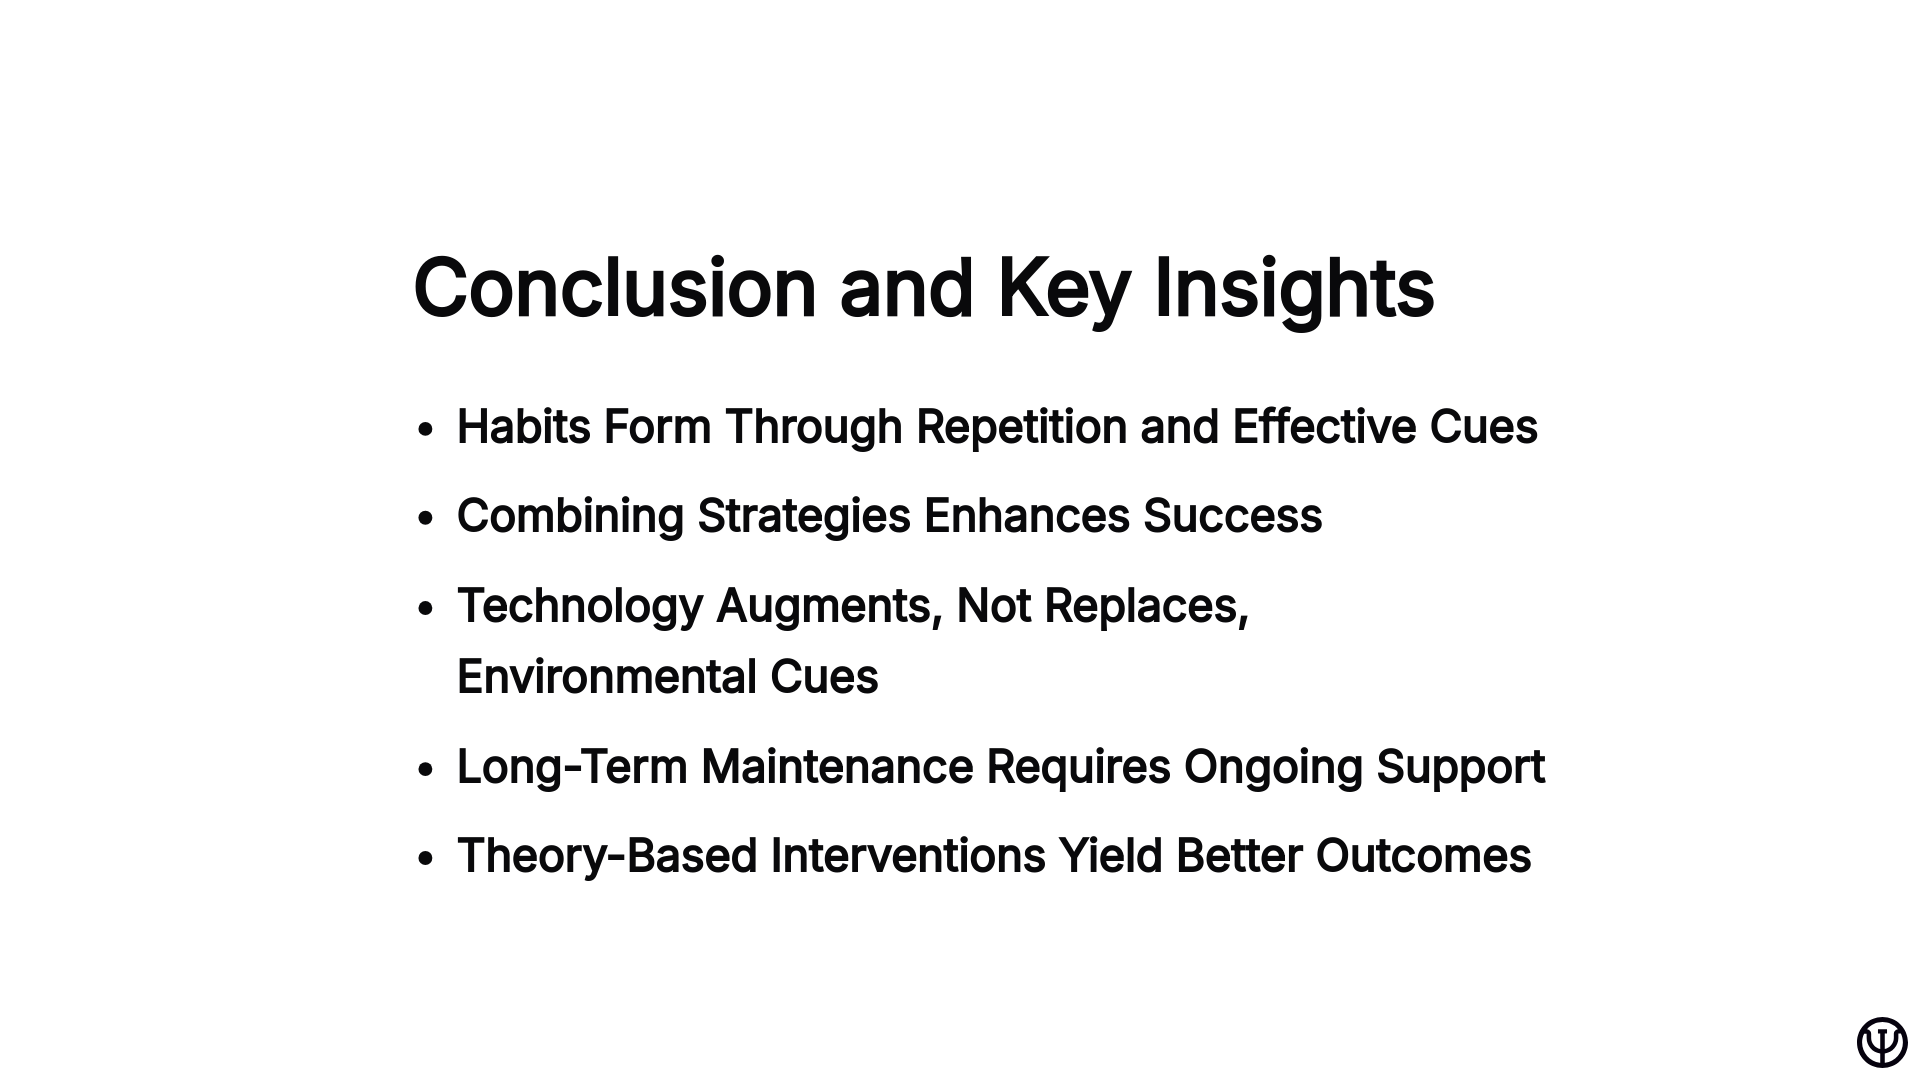 Conclusion and Key Insights
• Habits Form Through Repetition and Effective Cues
• Combining Strategies Enhances Success
• Technology Augments, Not Replaces,
Environmental Cues
• Long-Term Maintenance Requires Ongoing Support
• Theory-Based Interventions Yield Better Outcomes